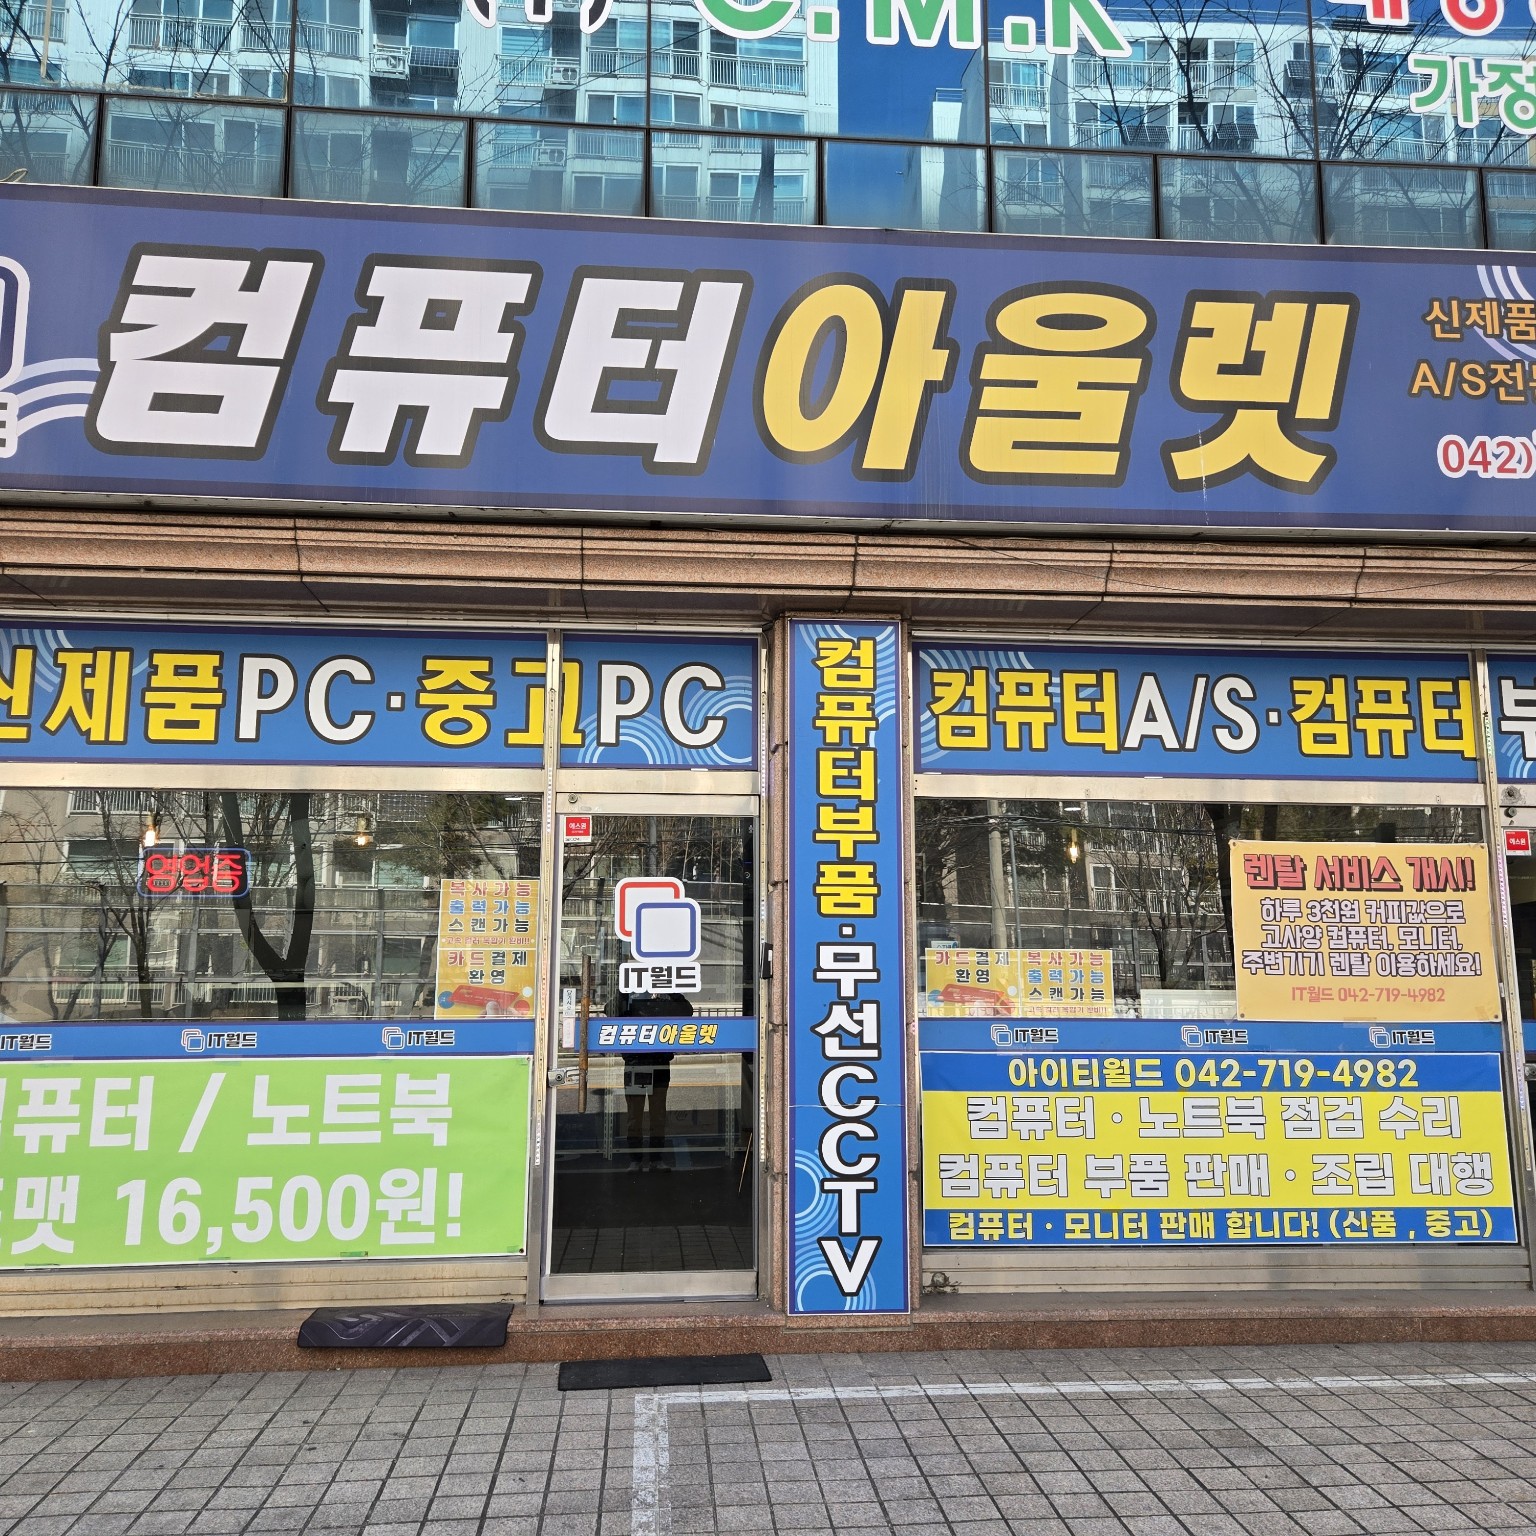 C.M.K
가정
컴퓨터아울렛
신제품
A/S전
042)
신제품PC·중고PC
컴퓨터A/S·컴퓨터 부
컴퓨터부품·무선CCTV
영업중
복사가능
출력가능
스캔가능
카드결제
환영
에스원
IT월드
컴퓨터아울렛
카드결제
환영
복사가능
출력가능
스캔가능
렌탈 서비스 개시!
하루 3천원 커피값으로
고사양 컴퓨터, 모니터,
주변기기 렌탈 이용하세요!
IT월드 042-719-4982
에스원
IT월드 IT월드 IT월드
IT월드 IT월드 IT월드
컴퓨터 / 노트북
맷 16,500원!
아이티월드 042-719-4982
컴퓨터 · 노트북 점검 수리
컴퓨터 부품 판매 · 조립 대행
컴퓨터 · 모니터 판매 합니다! (신품 , 중고)